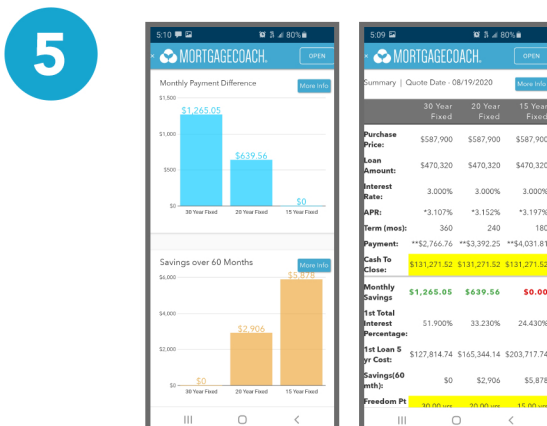 5
5:10
80%
MORTGAGECOACH.
OPEN
Monthly Payment Difference
More Info
$1,500
$1,265.05
$1,000
$639.56
$500
$0
$0
30 Year Fixed 20 Year Fixed 15 Year Fixed
Savings over 60 Months
More Info
$6,000
$5,878
$4,000
$2,906
$2,000
$0
$0
30 Year Fixed 20 Year Fixed 15 Year Fixed
5:09
80%
MORTGAGECOACH.
OPEN
Summary | Quote Date - 08/19/2020
More Info
30 Year Fixed 20 Year Fixed 15 Year Fixed
Purchase Price: $587,900 $587,900 $587,900
Loan Amount: $470,320 $470,320 $470,320
Interest Rate: 3.000% 3.000% 3.000%
APR: *3.107% *3.152% *3.197%
Term (mos): 360 240 180
Payment: **$2,766.76 **$3,392.25 **$4,031.81
Cash To Close: $131,271.52 $131,271.52 $131,271.52
Monthly Savings $1,265.05 $639.56 $0.00
1st Total Interest Percentage: 51.900% 33.230% 24.430%
1st Loan 5 yr Cost: $127,814.74 $165,344.14 $203,717.74
Savings(60 mth): $0 $2,906 $5,878
Freedom Pt 30.00 yrs 20.00 yrs 15.00 yrs